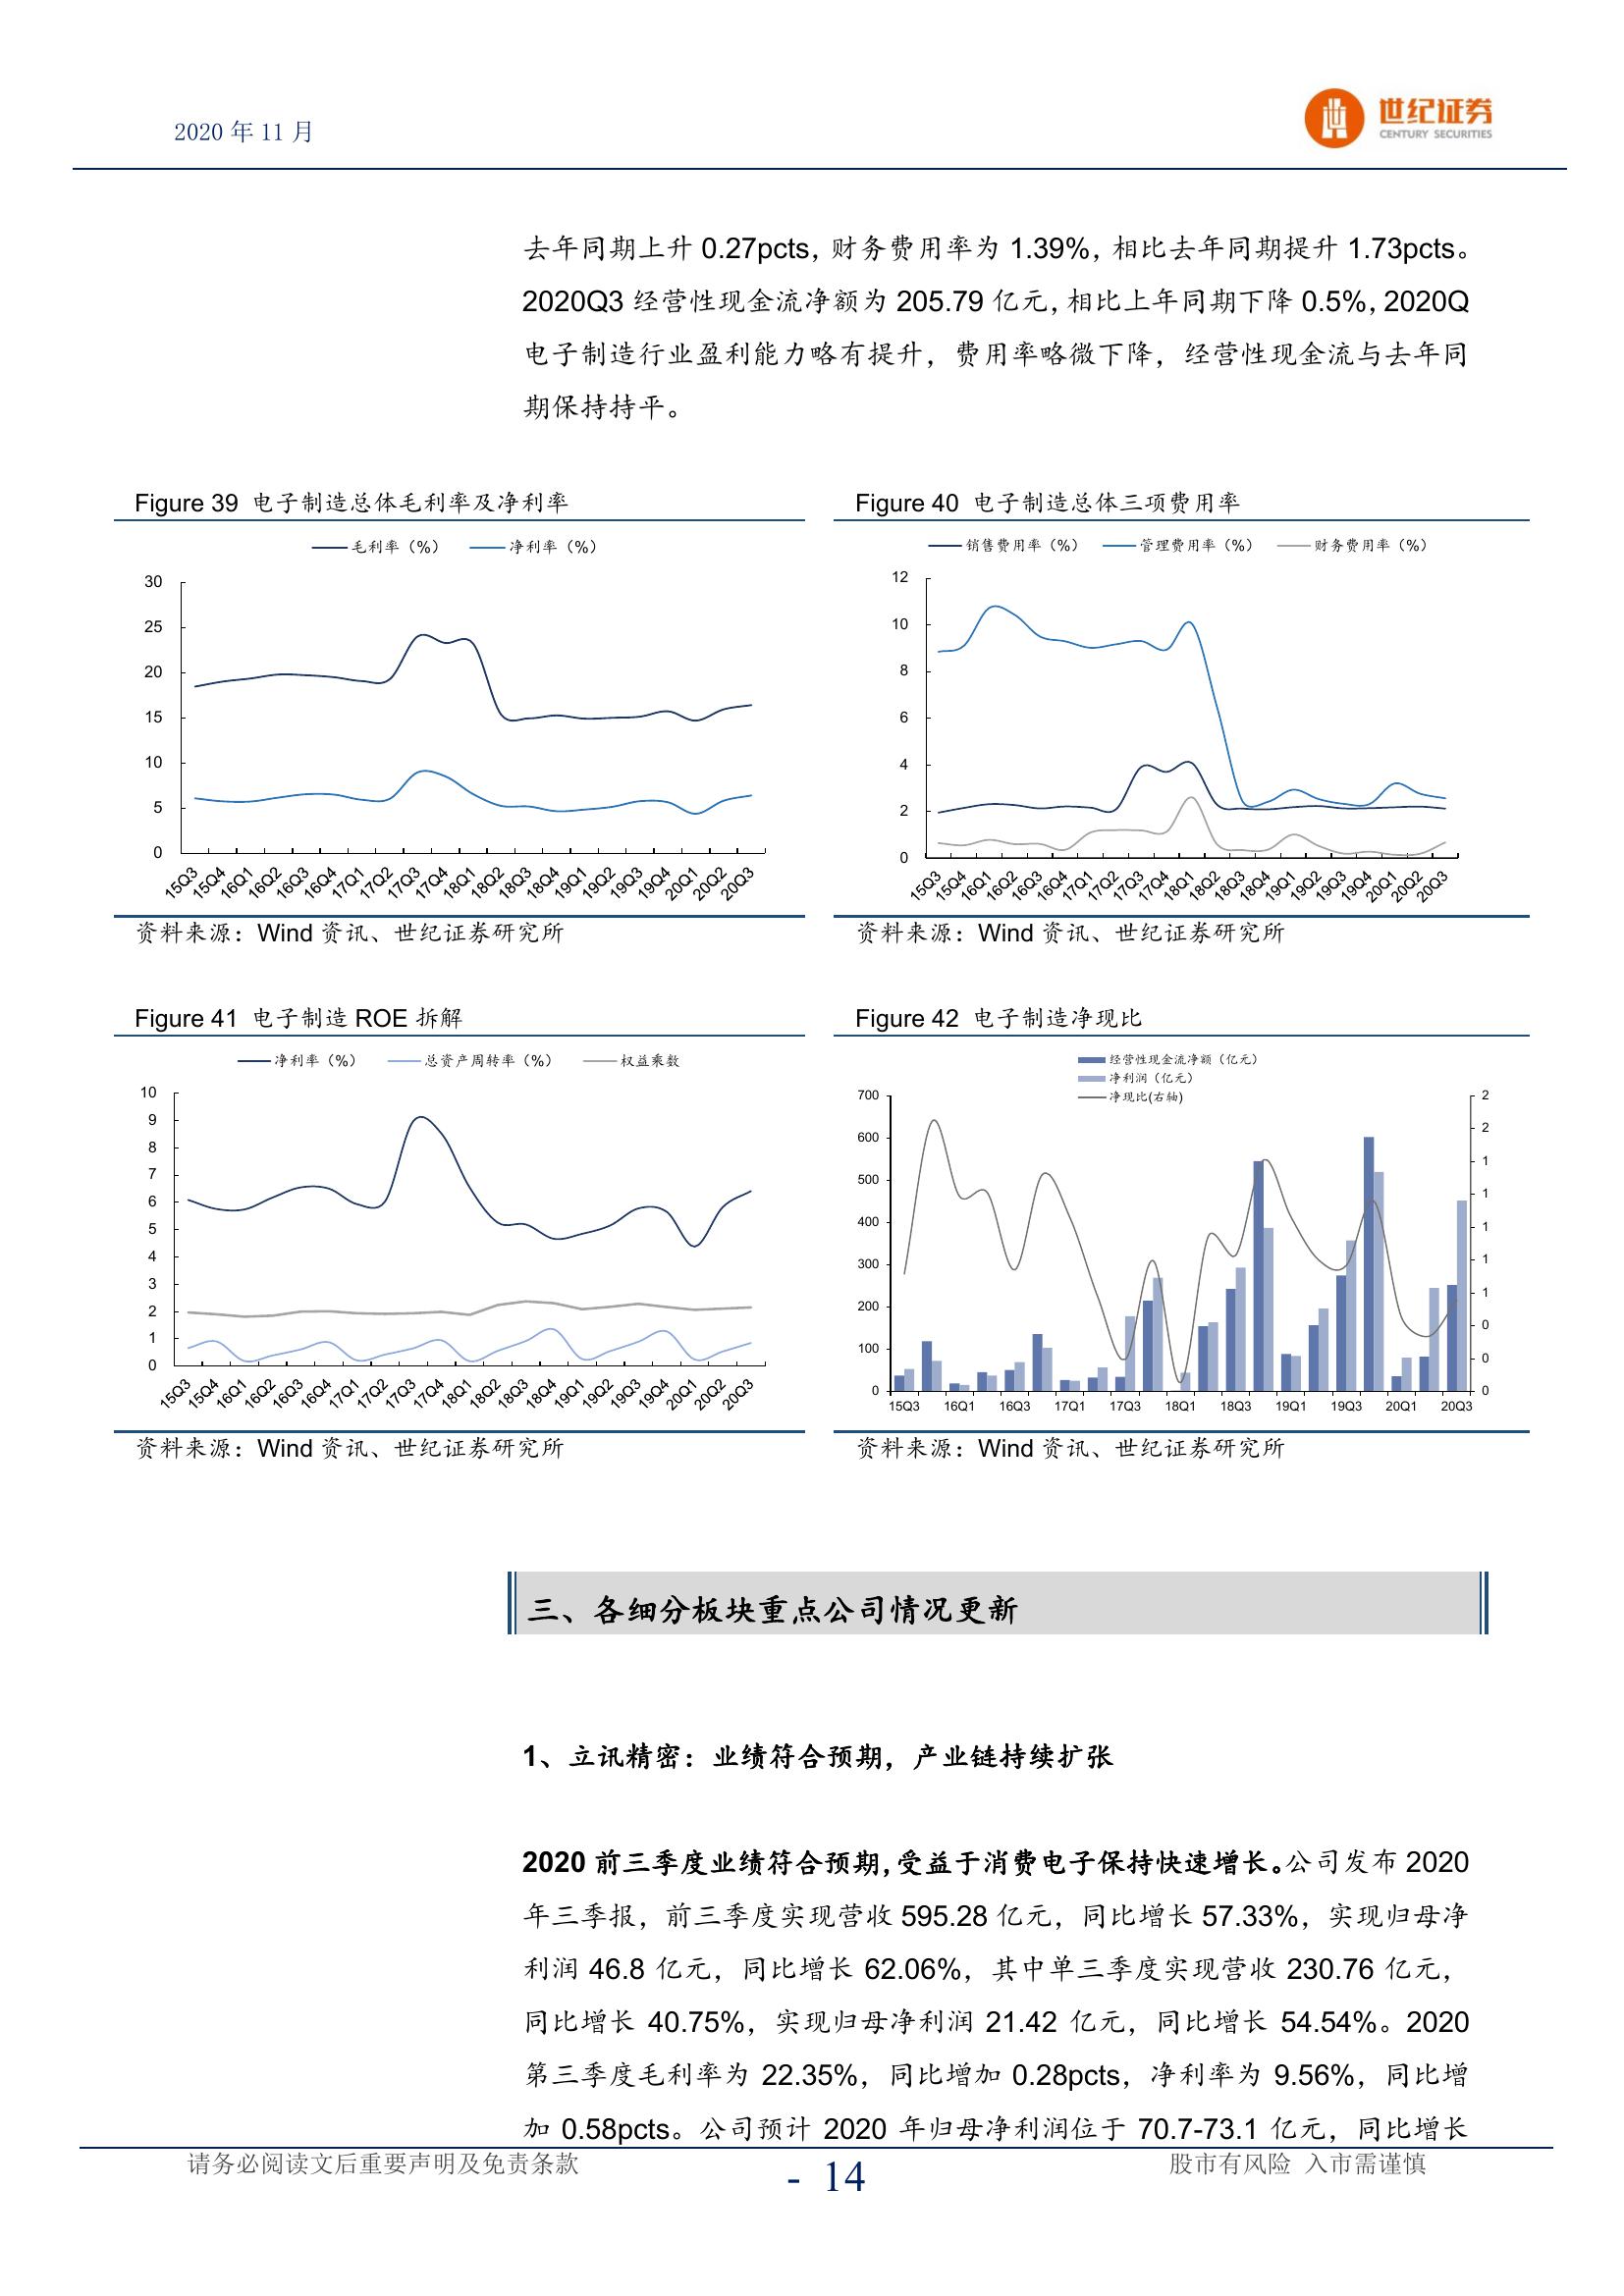 2020 年 11 月
世纪证券
CENTURY SECURITIES
去年同期上升 0.27pcts，财务费用率为 1.39%，相比去年同期提升 1.73pcts。
2020Q3 经营性现金流净额为 205.79 亿元，相比上年同期下降 0.5%，2020Q
电子制造行业盈利能力略有提升，费用率略微下降，经营性现金流与去年同
期保持持平。
Figure 39 电子制造总体毛利率及净利率
毛利率（%） 净利率（%）
30
25
20
15
10
5
0
15Q3 15Q4 16Q1 16Q2 16Q3 16Q4 17Q1 17Q2 17Q3 17Q4 18Q1 18Q2 18Q3 18Q4 19Q1 19Q2 19Q3 19Q4 20Q1 20Q2 20Q3
资料来源：Wind 资讯、世纪证券研究所
Figure 40 电子制造总体三项费用率
销售费用率（%） 管理费用率（%） 财务费用率（%）
12
10
8
6
4
2
0
15Q3 15Q4 16Q1 16Q2 16Q3 16Q4 17Q1 17Q2 17Q3 17Q4 18Q1 18Q2 18Q3 18Q4 19Q1 19Q2 19Q3 19Q4 20Q1 20Q2 20Q3
资料来源：Wind 资讯、世纪证券研究所
Figure 41 电子制造 ROE 拆解
净利率（%） 总资产周转率（%） 权益乘数
10
9
8
7
6
5
4
3
2
1
0
15Q3 15Q4 16Q1 16Q2 16Q3 16Q4 17Q1 17Q2 17Q3 17Q4 18Q1 18Q2 18Q3 18Q4 19Q1 19Q2 19Q3 19Q4 20Q1 20Q2 20Q3
资料来源：Wind 资讯、世纪证券研究所
Figure 42 电子制造净现比
经营性现金流净额（亿元）
净利润（亿元）
净现比(右轴)
700
600
500
400
300
200
100
0
2
2
1
1
1
1
1
0
0
0
15Q3 16Q1 16Q3 17Q1 17Q3 18Q1 18Q3 19Q1 19Q3 20Q1 20Q3
资料来源：Wind 资讯、世纪证券研究所
三、各细分板块重点公司情况更新
1、立讯精密：业绩符合预期，产业链持续扩张
2020 前三季度业绩符合预期，受益于消费电子保持快速增长。公司发布 2020
年三季报，前三季度实现营收 595.28 亿元，同比增长 57.33%，实现归母净
利润 46.8 亿元，同比增长 62.06%，其中单三季度实现营收 230.76 亿元，
同比增长 40.75%，实现归母净利润 21.42 亿元，同比增长 54.54%。2020
第三季度毛利率为 22.35%，同比增加 0.28pcts，净利率为 9.56%，同比增
加 0.58pcts。公司预计 2020 年归母净利润位于 70.7-73.1 亿元，同比增长
请务必阅读文后重要声明及免责条款
- 14
股市有风险 入市需谨慎